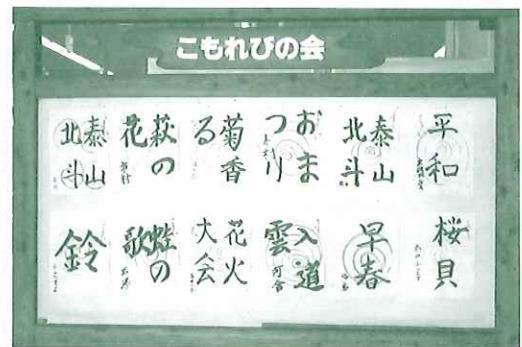 こもれびの会
平和
泰山
北斗
おま
つり
菊香
る
萩の
花
泰山
北斗
桜貝
早春
入道
雲
花火
大会
蛙の
歌
鈴